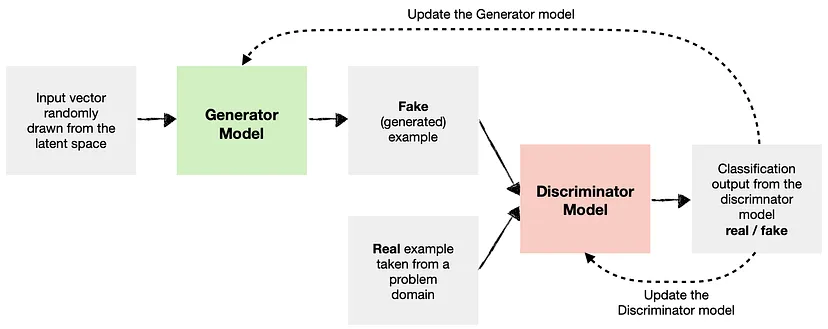 Update the Generator model
Input vector
randomly
drawn from the
latent space
Generator
Model
Fake
(generated)
example
Real example
taken from a
problem
domain
Discriminator
Model
Classification
output from the
discrimnator
model
real / fake
Update the
Discriminator model